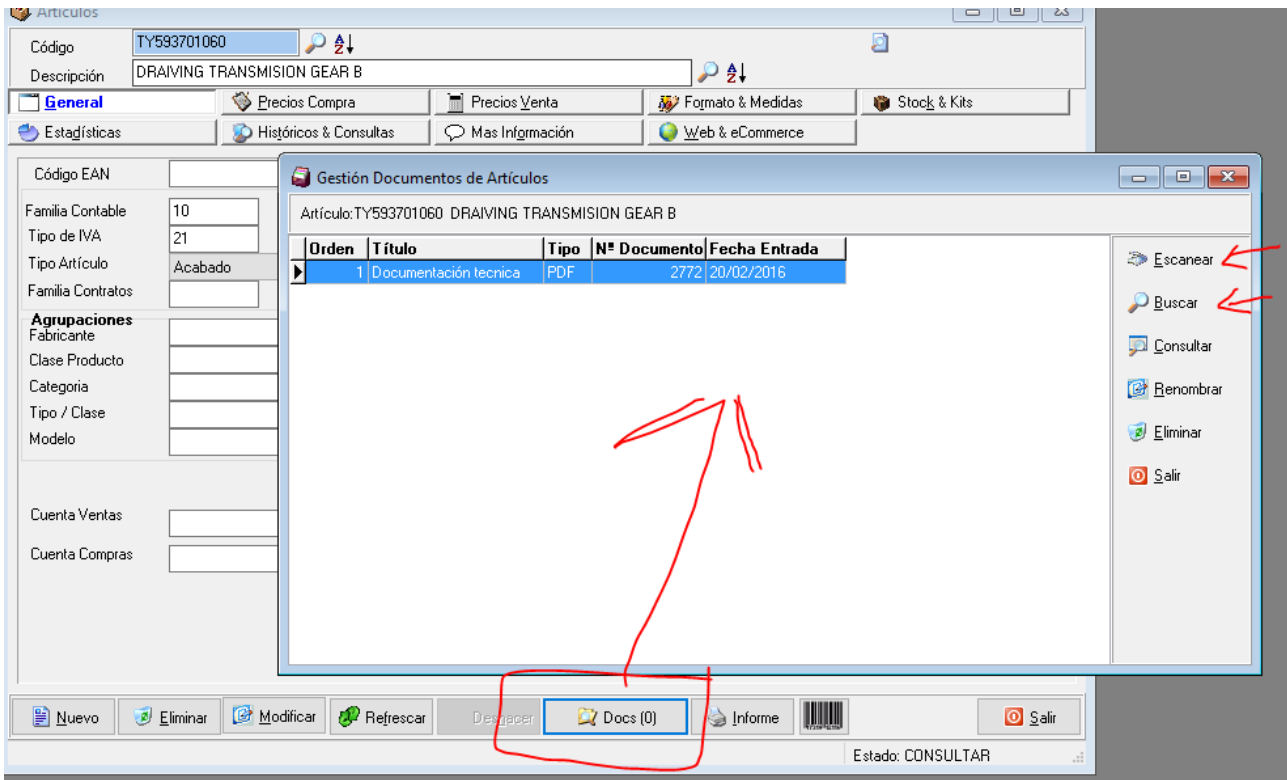 Artículos
Código TY593701060
Descripción DRAIVING TRANSMISION GEAR B
General Precios Compra Precios Venta Formato & Medidas Stock & Kits
Estadísticas Históricos & Consultas Mas Información Web & eCommerce
Código EAN
Familia Contable 10
Tipo de IVA 21
Tipo Artículo Acabado
Familia Contratos
Agrupaciones
Fabricante
Clase Producto
Categoria
Tipo / Clase
Modelo
Cuenta Ventas
Cuenta Compras
Gestión Documentos de Artículos
Artículo:TY593701060 DRAIVING TRANSMISION GEAR B
Orden Título Tipo Nº Documento Fecha Entrada
1 Documentación tecnica PDF 2772 20/02/2016
Escanear
Buscar
Consultar
Renombrar
Eliminar
Salir
Nuevo Eliminar Modificar Refrescar Deshacer Docs (0) Informe Salir
Estado: CONSULTAR